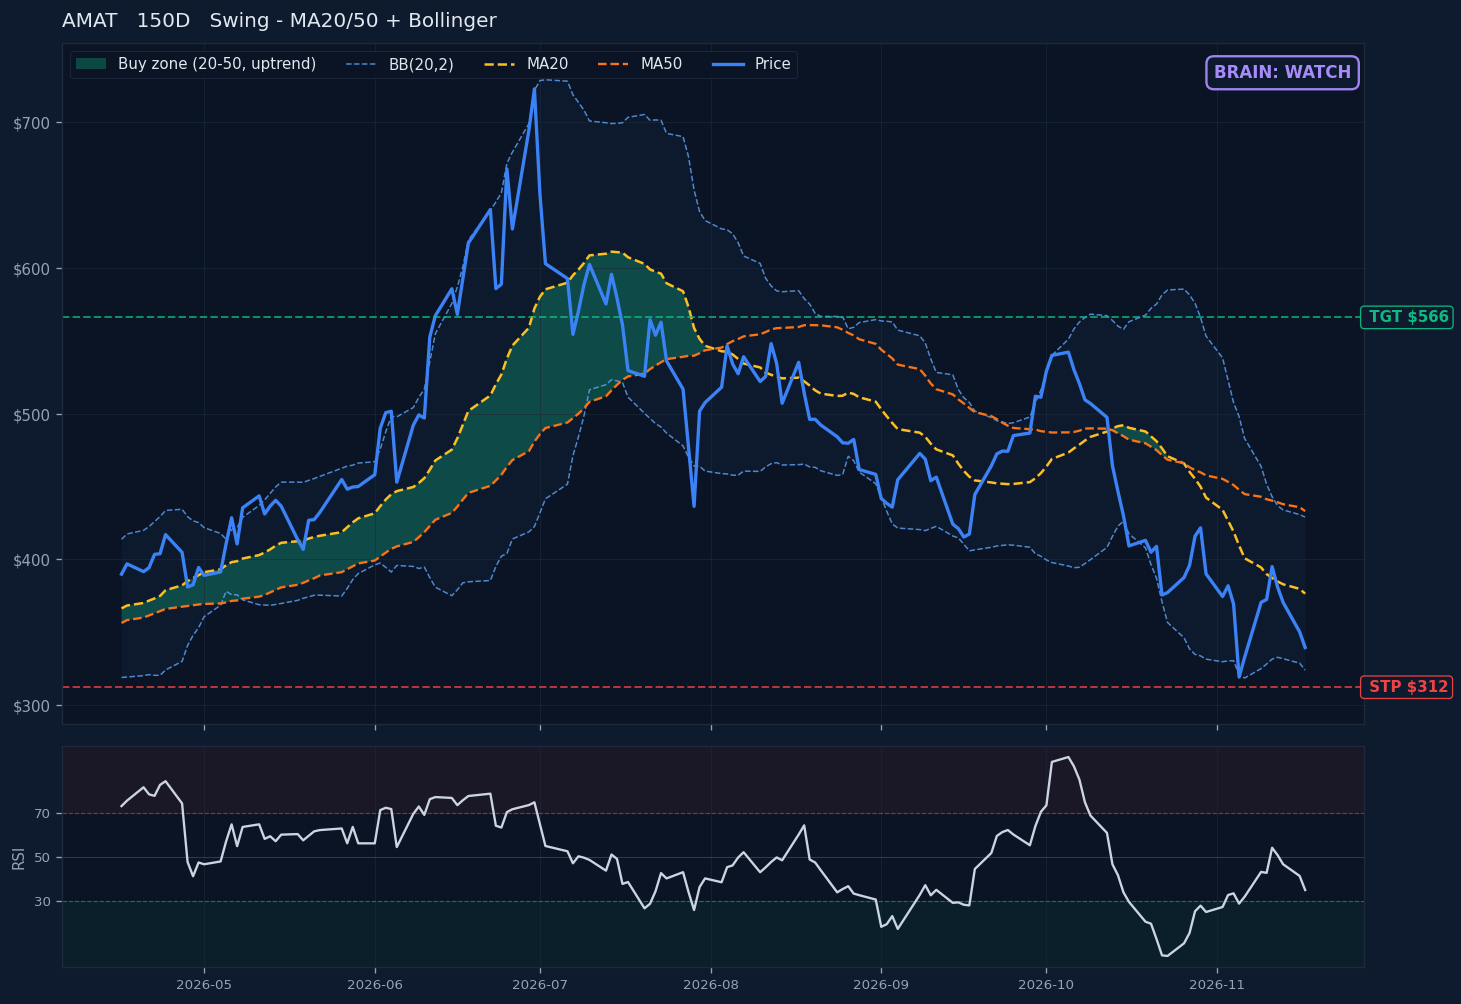 AMAT   150D   Swing - MA20/50 + Bollinger
Buy zone (20-50, uptrend)   BB(20,2)   MA20   MA50   Price
BRAIN: WATCH
$700
$600
TGT $566
$500
$400
STP $312
$300
70
50
30
RSI
2026-05   2026-06   2026-07   2026-08   2026-09   2026-10   2026-11